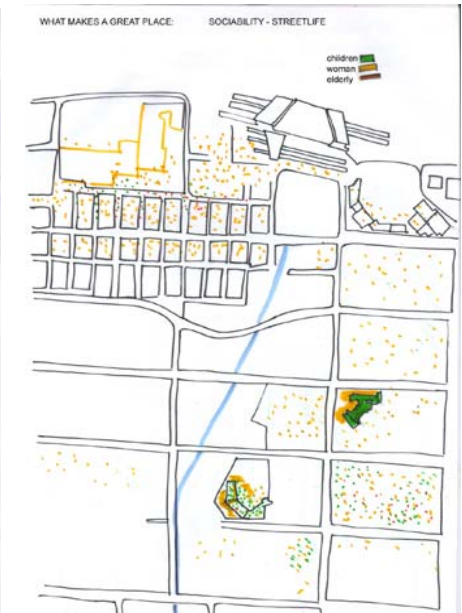 WHAT MAKES A GREAT PLACE: SOCIABILITY - STREETLIFE
children
woman
elderly